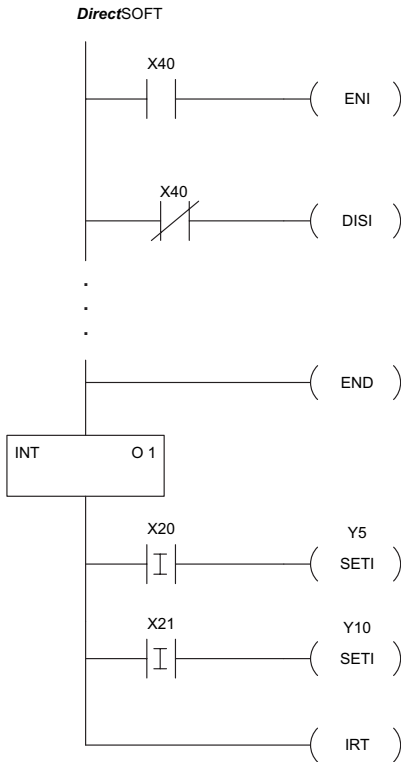 DirectSOFT
X40
ENI
X40
DISI
END
INT O 1
X20 Y5
SETI
X21 Y10
SETI
IRT